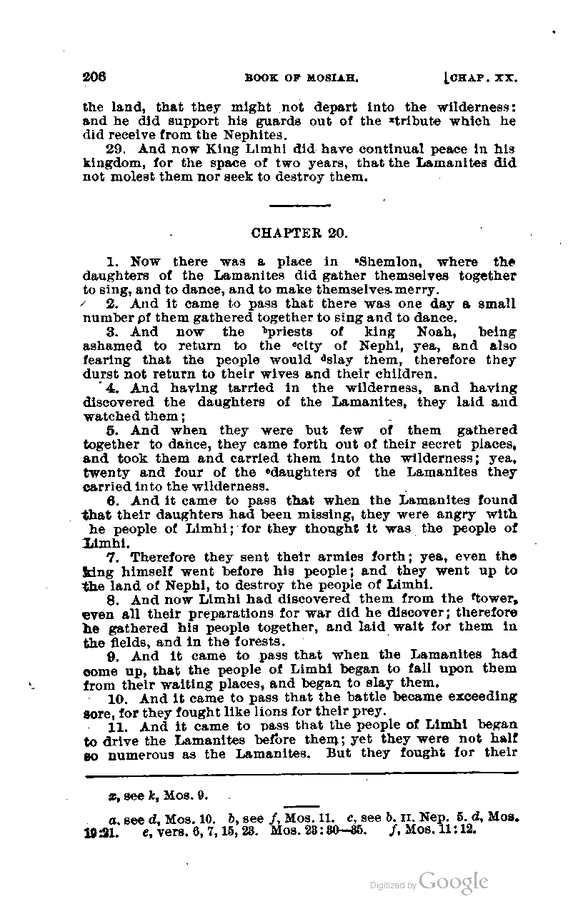 206 BOOK OF MOSIAH. [CHAP. XX.
the land, that they might not depart into the wilderness:
and he did support his guards out of the xtribute which he
did receive from the Nephites.
29. And now King Limhi did have continual peace in his
kingdom, for the space of two years, that the Lamanites did
not molest them nor seek to destroy them.
CHAPTER 20.
1. Now there was a place in aShemlon, where the
daughters of the Lamanites did gather themselves together
to sing, and to dance, and to make themselves merry.
2. And it came to pass that there was one day a small
number of them gathered together to sing and to dance.
3. And now the bpriests of king Noah, being
ashamed to return to the ccity of Nephi, yea, and also
fearing that the people would dslay them, therefore they
durst not return to their wives and their children.
4. And having tarried in the wilderness, and having
discovered the daughters of the Lamanites, they laid and
watched them;
5. And when they were but few of them gathered
together to dance, they came forth out of their secret places,
and took them and carried them into the wilderness; yea,
twenty and four of the edaughters of the Lamanites they
carried into the wilderness.
6. And it came to pass that when the Lamanites found
that their daughters had been missing, they were angry with
he people of Limhi; for they thought it was the people of
Limhi.
7. Therefore they sent their armies forth; yea, even the
king himself went before his people; and they went up to
the land of Nephi, to destroy the people of Limhi.
8. And now Limhi had discovered them from the ftower,
even all their preparations for war did he discover; therefore
he gathered his people together, and laid wait for them in
the fields, and in the forests.
9. And it came to pass that when the Lamanites had
come up, that the people of Limhi began to fall upon them
from their waiting places, and began to slay them.
10. And it came to pass that the battle became exceeding
sore, for they fought like lions for their prey.
11. And it came to pass that the people of Limhi began
to drive the Lamanites before them; yet they were not half
so numerous as the Lamanites. But they fought for their
x, see k, Mos. 9.
a, see d, Mos. 10. b, see f, Mos. 11. c, see b, II. Nep. 5. d, Mos.
19:21. e, vers. 6, 7, 15, 23. Mos. 23:30—35. f, Mos. 11:12.
Digitized by Google